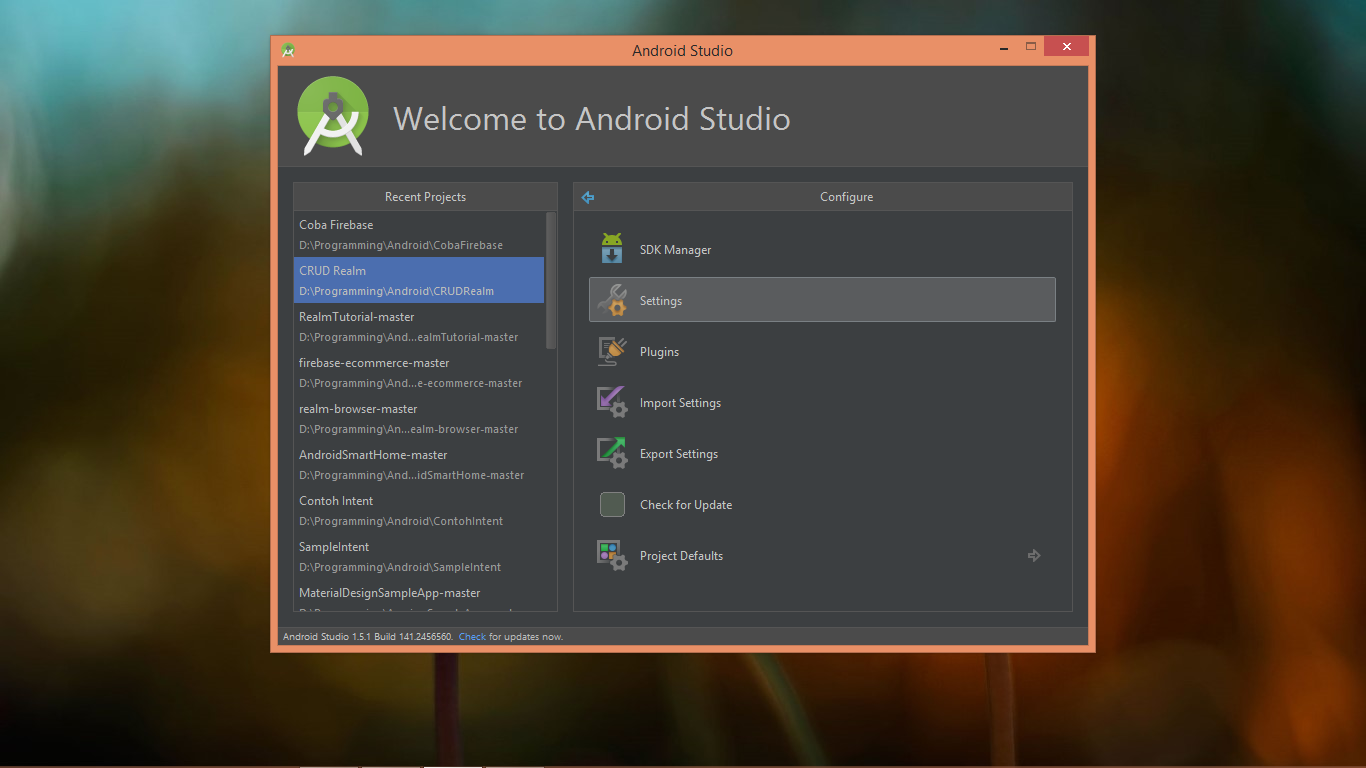 Android Studio
Welcome to Android Studio
Recent Projects
Coba Firebase
D:\Programming\Android\CobaFirebase
CRUD Realm
D:\Programming\Android\CRUDRealm
RealmTutorial-master
D:\Programming\And...ealmTutorial-master
firebase-ecommerce-master
D:\Programming\And...e-ecommerce-master
realm-browser-master
D:\Programming\An...ealm-browser-master
AndroidSmartHome-master
D:\Programming\And...idSmartHome-master
Contoh Intent
D:\Programming\Android\ContohIntent
SampleIntent
D:\Programming\Android\SampleIntent
MaterialDesignSampleApp-master
Configure
SDK Manager
Settings
Plugins
Import Settings
Export Settings
Check for Update
Project Defaults
Android Studio 1.5.1 Build 141.2456560. Check for updates now.